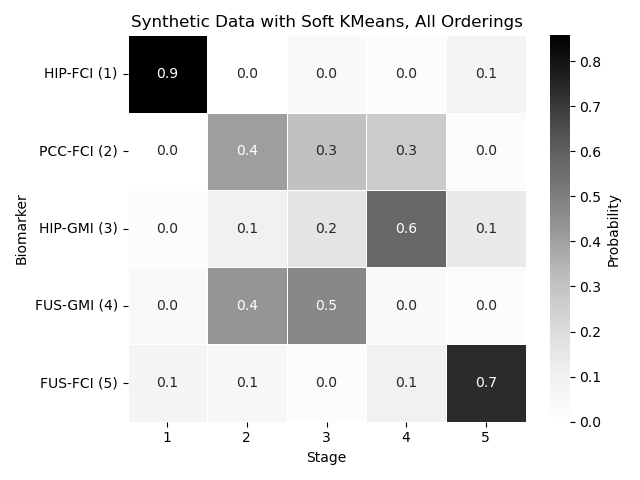 Synthetic Data with Soft KMeans, All Orderings
HIP-FCI (1) 0.9 0.0 0.0 0.0 0.1
PCC-FCI (2) 0.0 0.4 0.3 0.3 0.0
HIP-GMI (3) 0.0 0.1 0.2 0.6 0.1
FUS-GMI (4) 0.0 0.4 0.5 0.0 0.0
FUS-FCI (5) 0.1 0.1 0.0 0.1 0.7
1 2 3 4 5
Stage
Biomarker
0.8
0.7
0.6
0.5
0.4
0.3
0.2
0.1
0.0
Probability